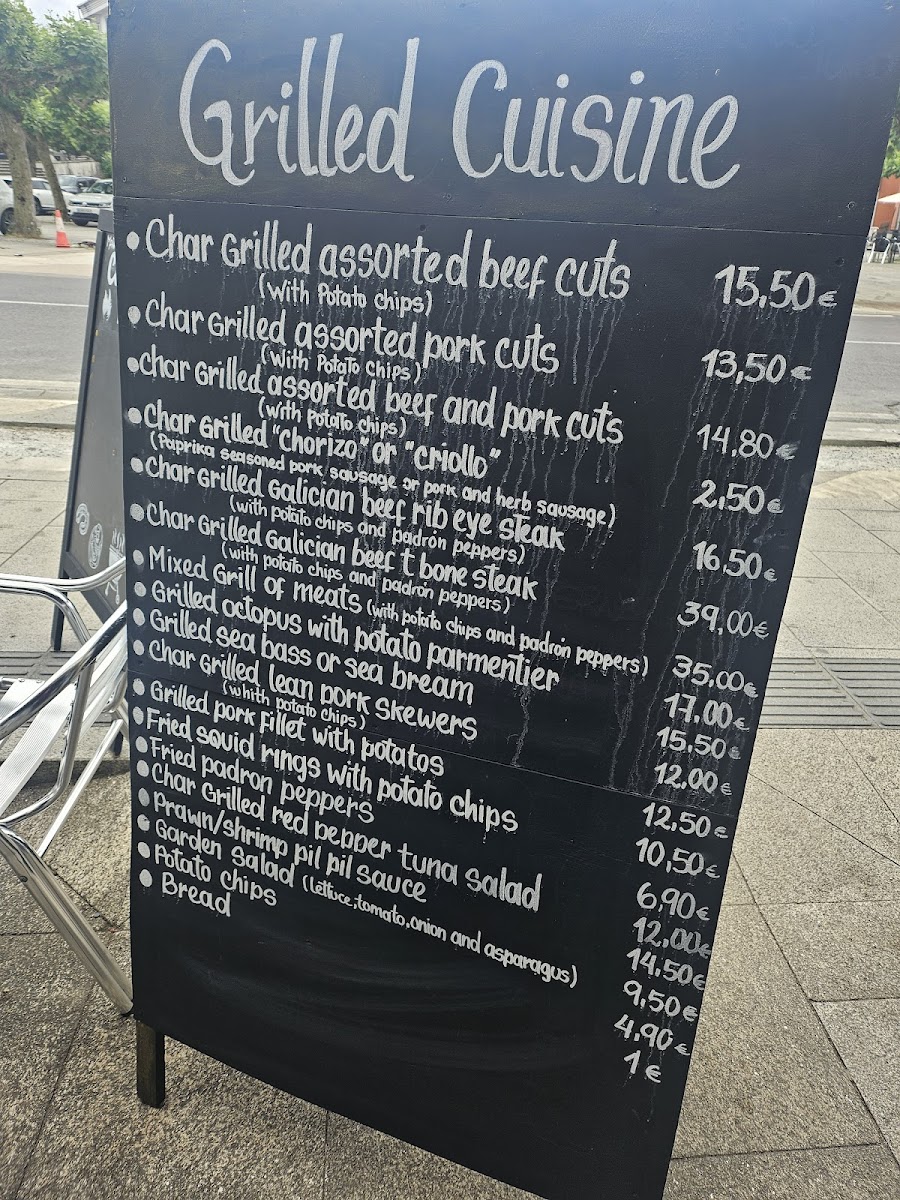 Grilled Cuisine
• Char Grilled assorted beef cuts 15,50€
(With Potato chips)
• Char Grilled assorted pork cuts 13,50€
(With Potato Chips)
• char Grilled assorted beef and pork cuts 14,80€
(with potato chips)
• Char Grilled "chorizo" or "criollo" 2,50€
(Paprika seasoned pork sausage or pork and herb sausage)
• Char Grilled Galician beef rib eye steak 16,50€
(with potato chips and padrón peppers)
• Char Grilled Galician beef t bone steak 39,00€
(with potato chips and padrón peppers)
• Mixed Grill of meats (with potato chips and padrón peppers) 35,00€
• Grilled octopus with potato parmentier 17,00€
• Grilled sea bass or sea bream 15,50€
• Char Grilled lean pork skewers 12,00€
(whith potato chips)
• Grilled pork fillet with potatos 12,50€
• Fried squid rings with potato chips 10,50€
• Fried padron peppers 6,90€
• Char Grilled red pepper tuna salad 12,00€
• Prawn/shrimp pil pil sauce 14,50€
• Garden Salad (lettuce,tomato,onion and asparagus) 9,50€
• Potato chips 4,90€
• Bread 1€